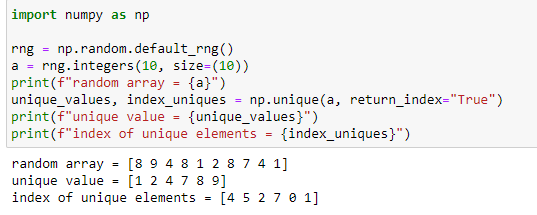 import numpy as np
rng = np.random.default_rng()
a = rng.integers(10, size=(10))
print(f"random array = {a}")
unique_values, index_uniques = np.unique(a, return_index="True")
print(f"unique value = {unique_values}")
print(f"index of unique elements = {index_uniques}")
random array = [8 9 4 8 1 2 8 7 4 1]
unique value = [1 2 4 7 8 9]
index of unique elements = [4 5 2 7 0 1]